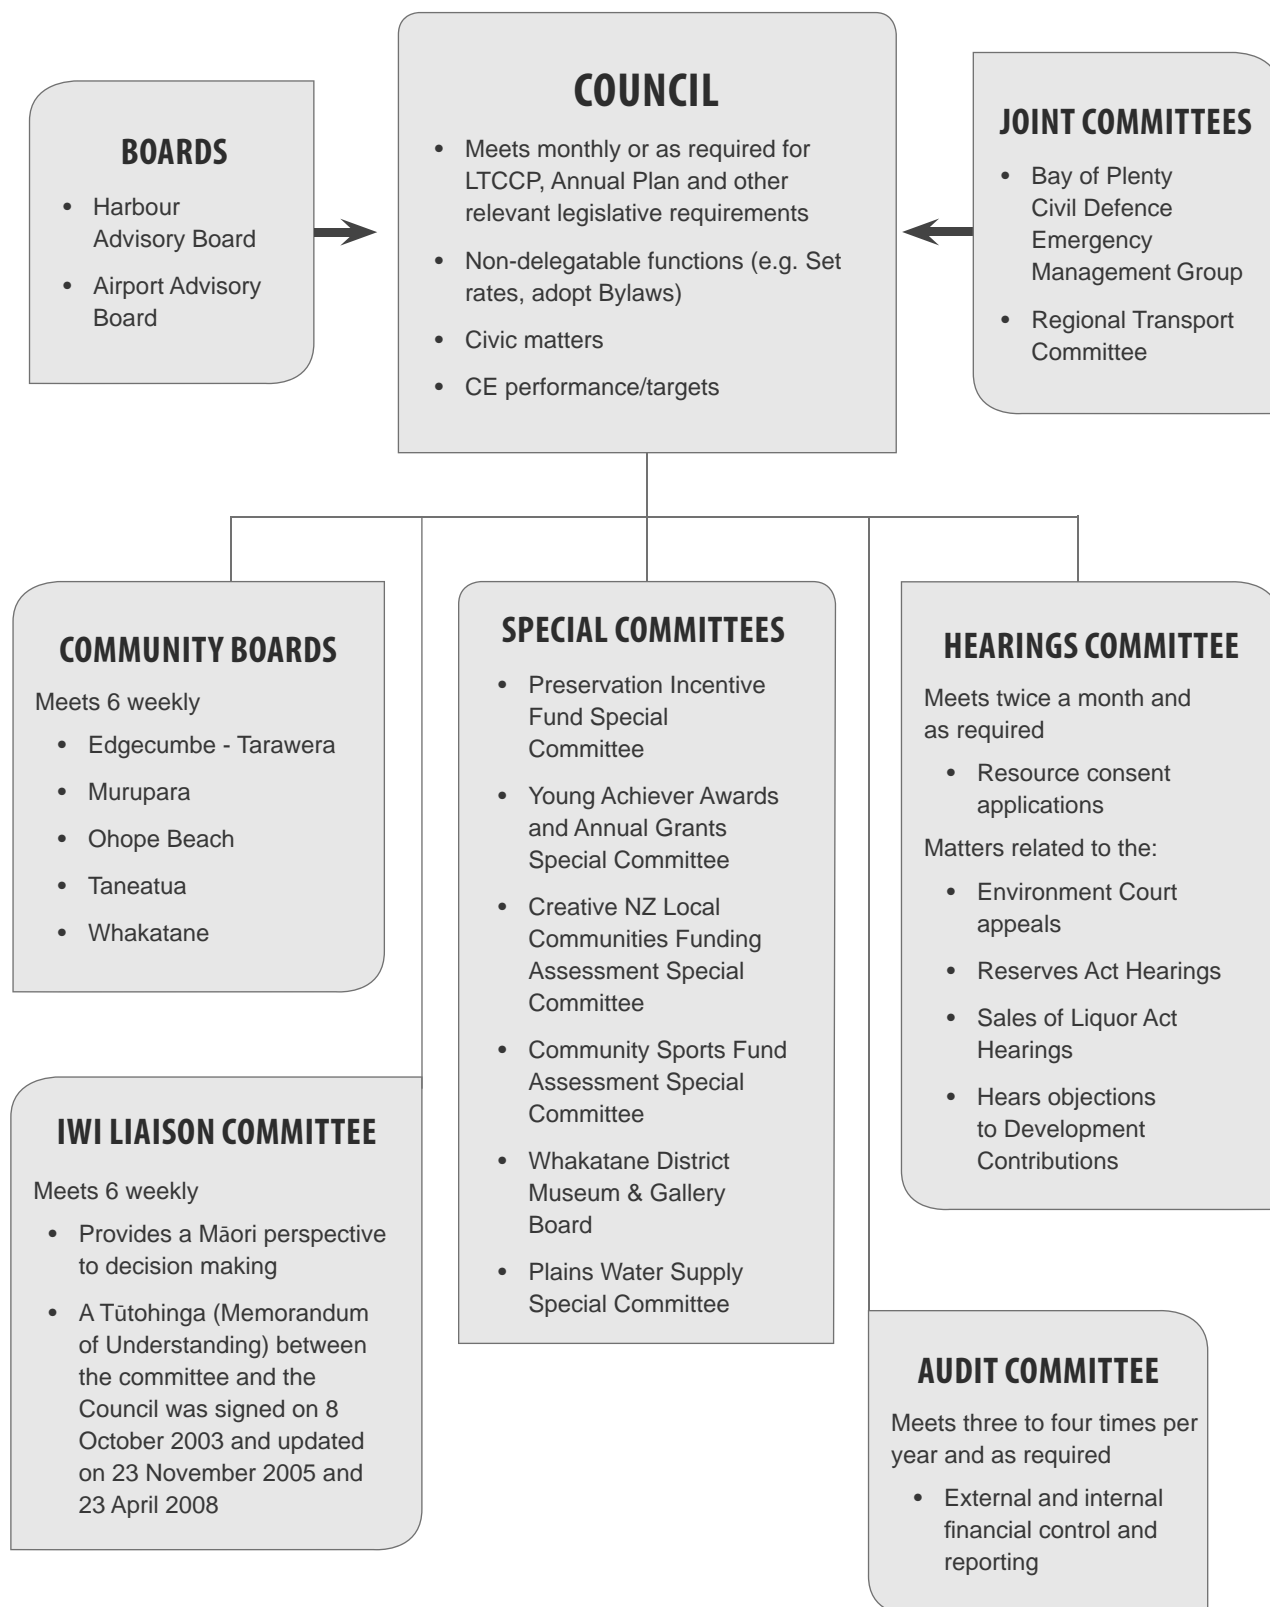 COUNCIL
• Meets monthly or as required for
LTCCP, Annual Plan and other
relevant legislative requirements
• Non-delegatable functions (e.g. Set
rates, adopt Bylaws)
• Civic matters
• CE performance/targets
BOARDS
• Harbour
Advisory Board
• Airport Advisory
Board
JOINT COMMITTEES
• Bay of Plenty
Civil Defence
Emergency
Management Group
• Regional Transport
Committee
COMMUNITY BOARDS
Meets 6 weekly
• Edgecumbe - Tarawera
• Murupara
• Ohope Beach
• Taneatua
• Whakatane
SPECIAL COMMITTEES
• Preservation Incentive
Fund Special
Committee
• Young Achiever Awards
and Annual Grants
Special Committee
• Creative NZ Local
Communities Funding
Assessment Special
Committee
• Community Sports Fund
Assessment Special
Committee
• Whakatane District
Museum & Gallery
Board
• Plains Water Supply
Special Committee
HEARINGS COMMITTEE
Meets twice a month and
as required
• Resource consent
applications
Matters related to the:
• Environment Court
appeals
• Reserves Act Hearings
• Sales of Liquor Act
Hearings
• Hears objections
to Development
Contributions
IWI LIAISON COMMITTEE
Meets 6 weekly
• Provides a Māori perspective
to decision making
• A Tūtohinga (Memorandum
of Understanding) between
the committee and the
Council was signed on 8
October 2003 and updated
on 23 November 2005 and
23 April 2008
AUDIT COMMITTEE
Meets three to four times per
year and as required
• External and internal
financial control and
reporting